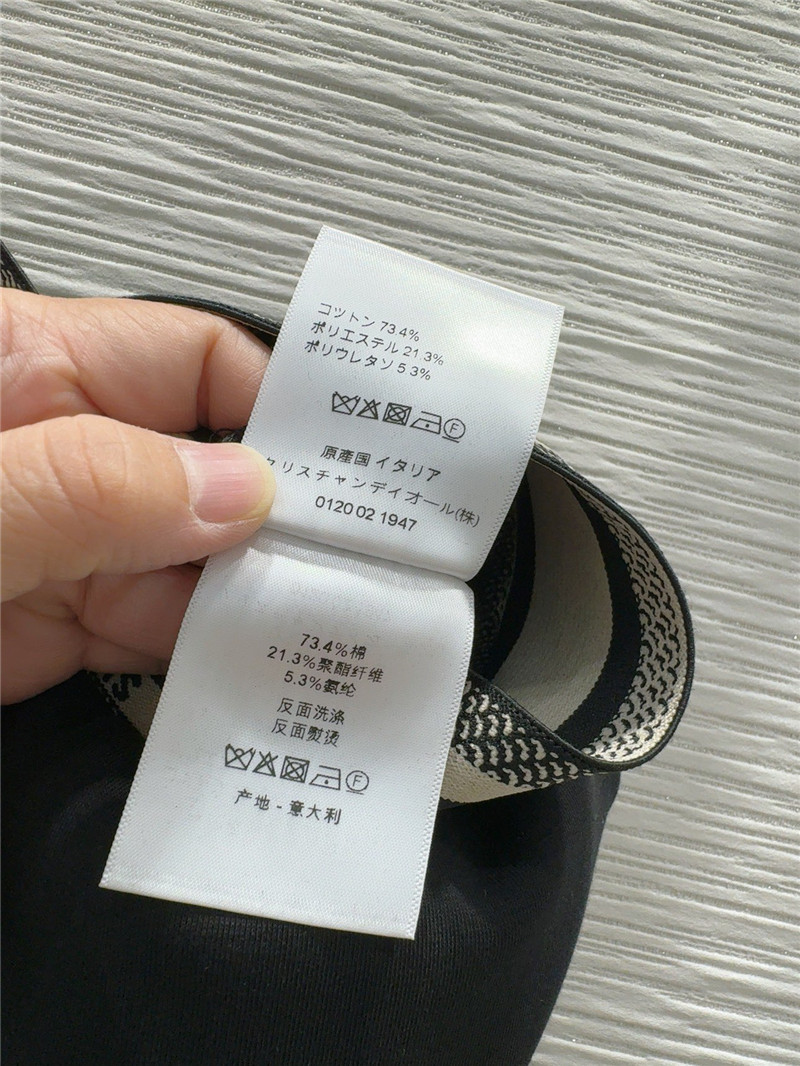 コットン 73.4%
ポリエステル 21.3%
ポリウレタン 5.3%
F
原產国 イタリア
クリスチャンディオール(株)
0120 02 1947
73.4%棉
21.3%聚酯纤维
5.3%氨纶
反面洗涤
反面熨烫
F
产地 - 意大利